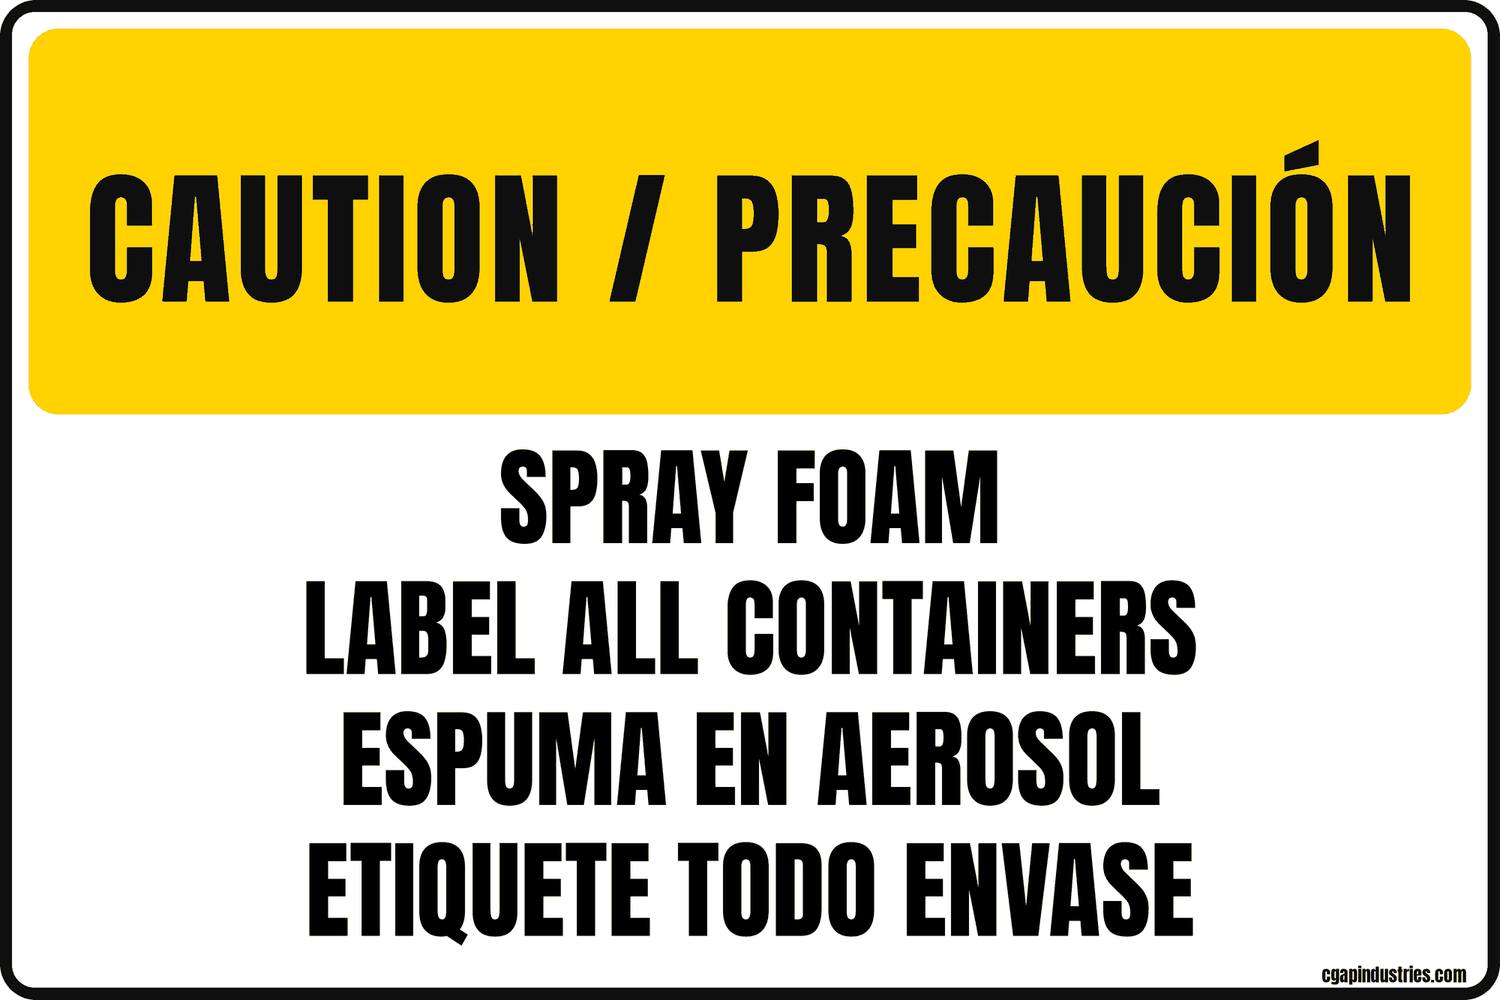 CAUTION / PRECAUCIÓN
SPRAY FOAM
LABEL ALL CONTAINERS
ESPUMA EN AEROSOL
ETIQUETE TODO ENVASE
cgapindustries.com